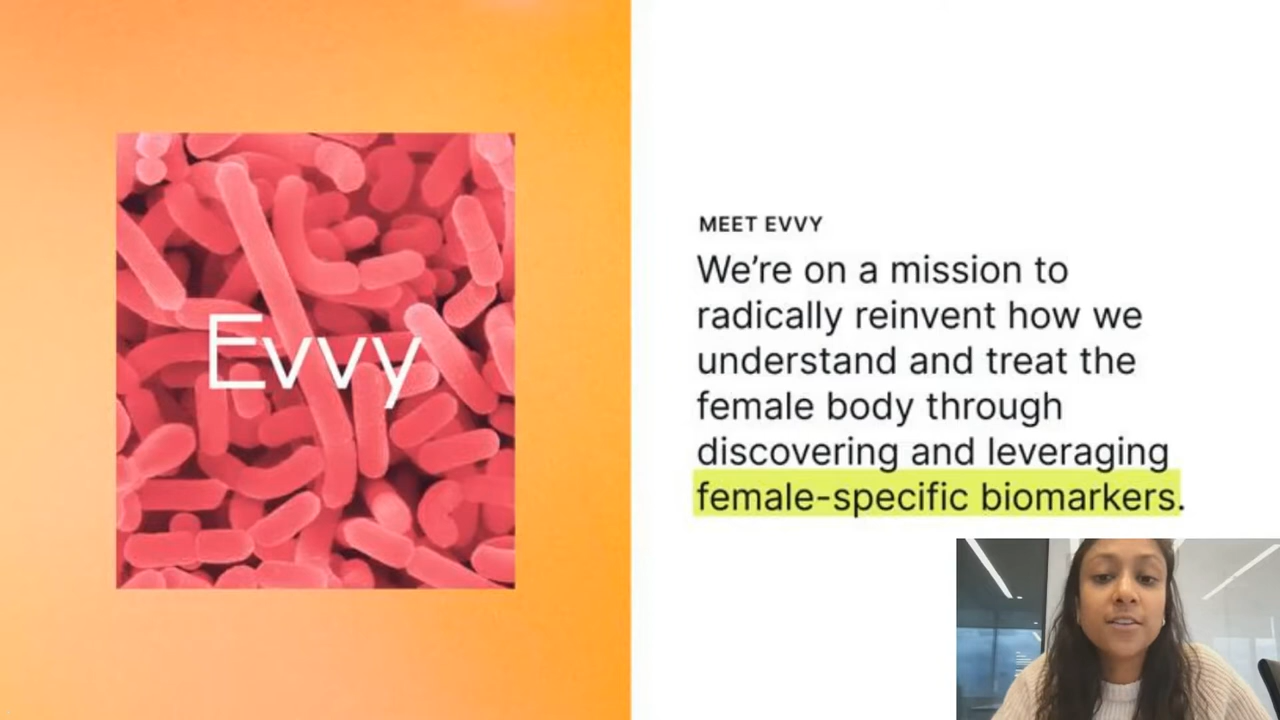 Evvy
MEET EVVY
We’re on a mission to
radically reinvent how we
understand and treat the
female body through
discovering and leveraging
female-specific biomarkers.